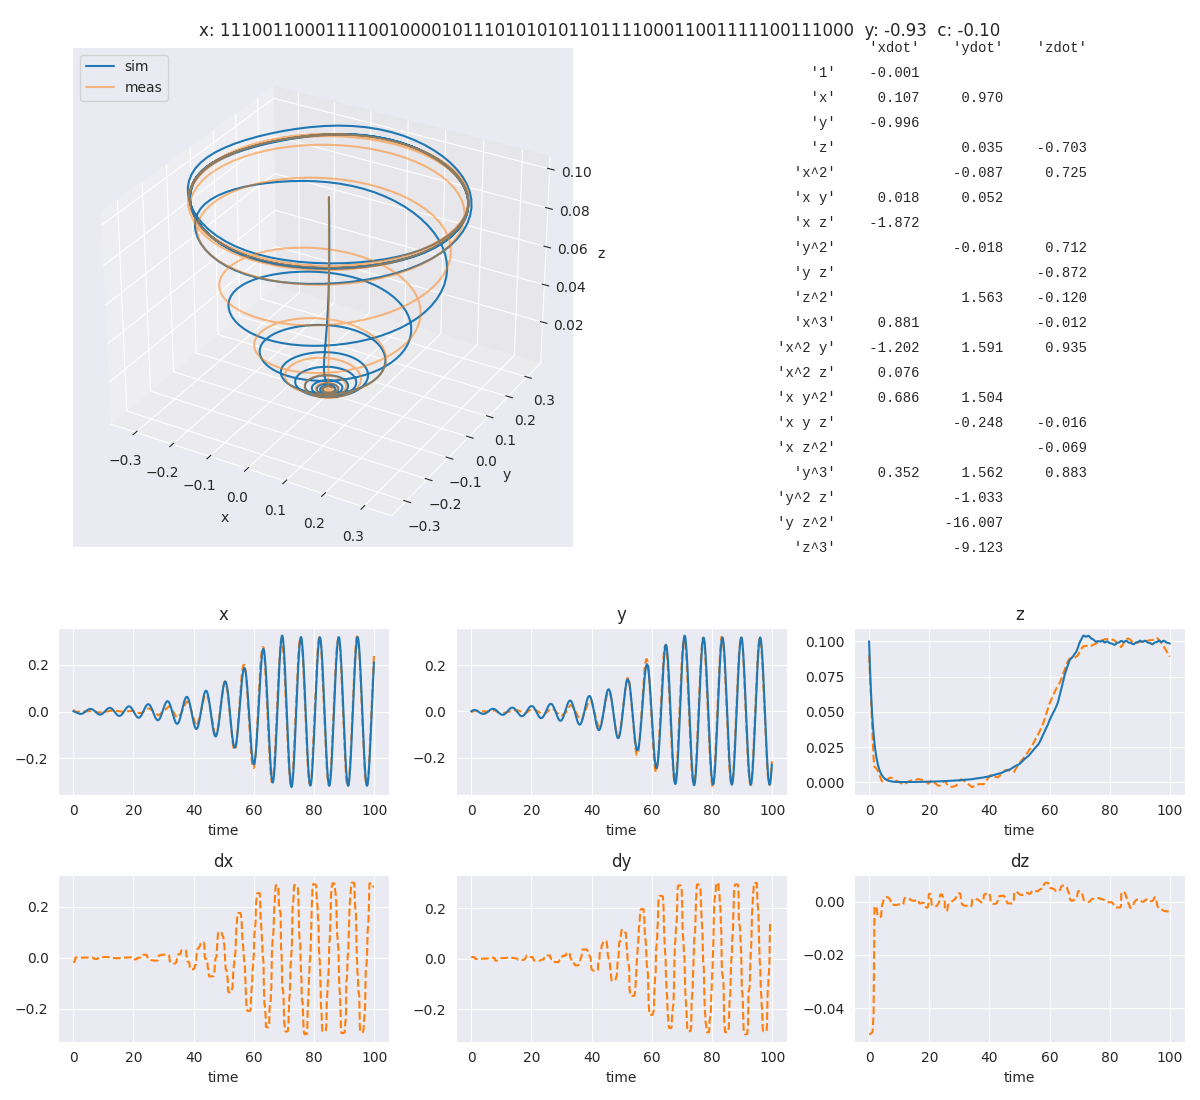 x: 111001100011110010000101110101010110111100011001111100111000  y: -0.93  c: -0.10
sim
meas
'xdot' 'ydot' 'zdot'
'1' -0.001
'x' 0.107 0.970
'y' -0.996
'z' 0.035 -0.703
'x^2' -0.087 0.725
'x y' 0.018 0.052
'x z' -1.872
'y^2' -0.018 0.712
'y z' -0.872
'z^2' 1.563 -0.120
'x^3' 0.881 -0.012
'x^2 y' -1.202 1.591 0.935
'x^2 z' 0.076
'x y^2' 0.686 1.504
'x y z' -0.248 -0.016
'x z^2' -0.069
'y^3' 0.352 1.562 0.883
'y^2 z' -1.033
'y z^2' -16.007
'z^3' -9.123
0.10
0.08
0.06
z
0.04
0.02
0.3
0.2
0.1
0.0
y
−0.1
−0.2
−0.3
−0.3
−0.2
−0.1
0.0
x
0.1
0.2
0.3
x
0.2
0.0
−0.2
0 20 40 60 80 100
time
y
0.2
0.0
−0.2
0 20 40 60 80 100
time
z
0.100
0.075
0.050
0.025
0.000
0 20 40 60 80 100
time
dx
0.2
0.0
−0.2
0 20 40 60 80 100
time
dy
0.2
0.0
−0.2
0 20 40 60 80 100
time
dz
0.00
−0.02
−0.04
0 20 40 60 80 100
time